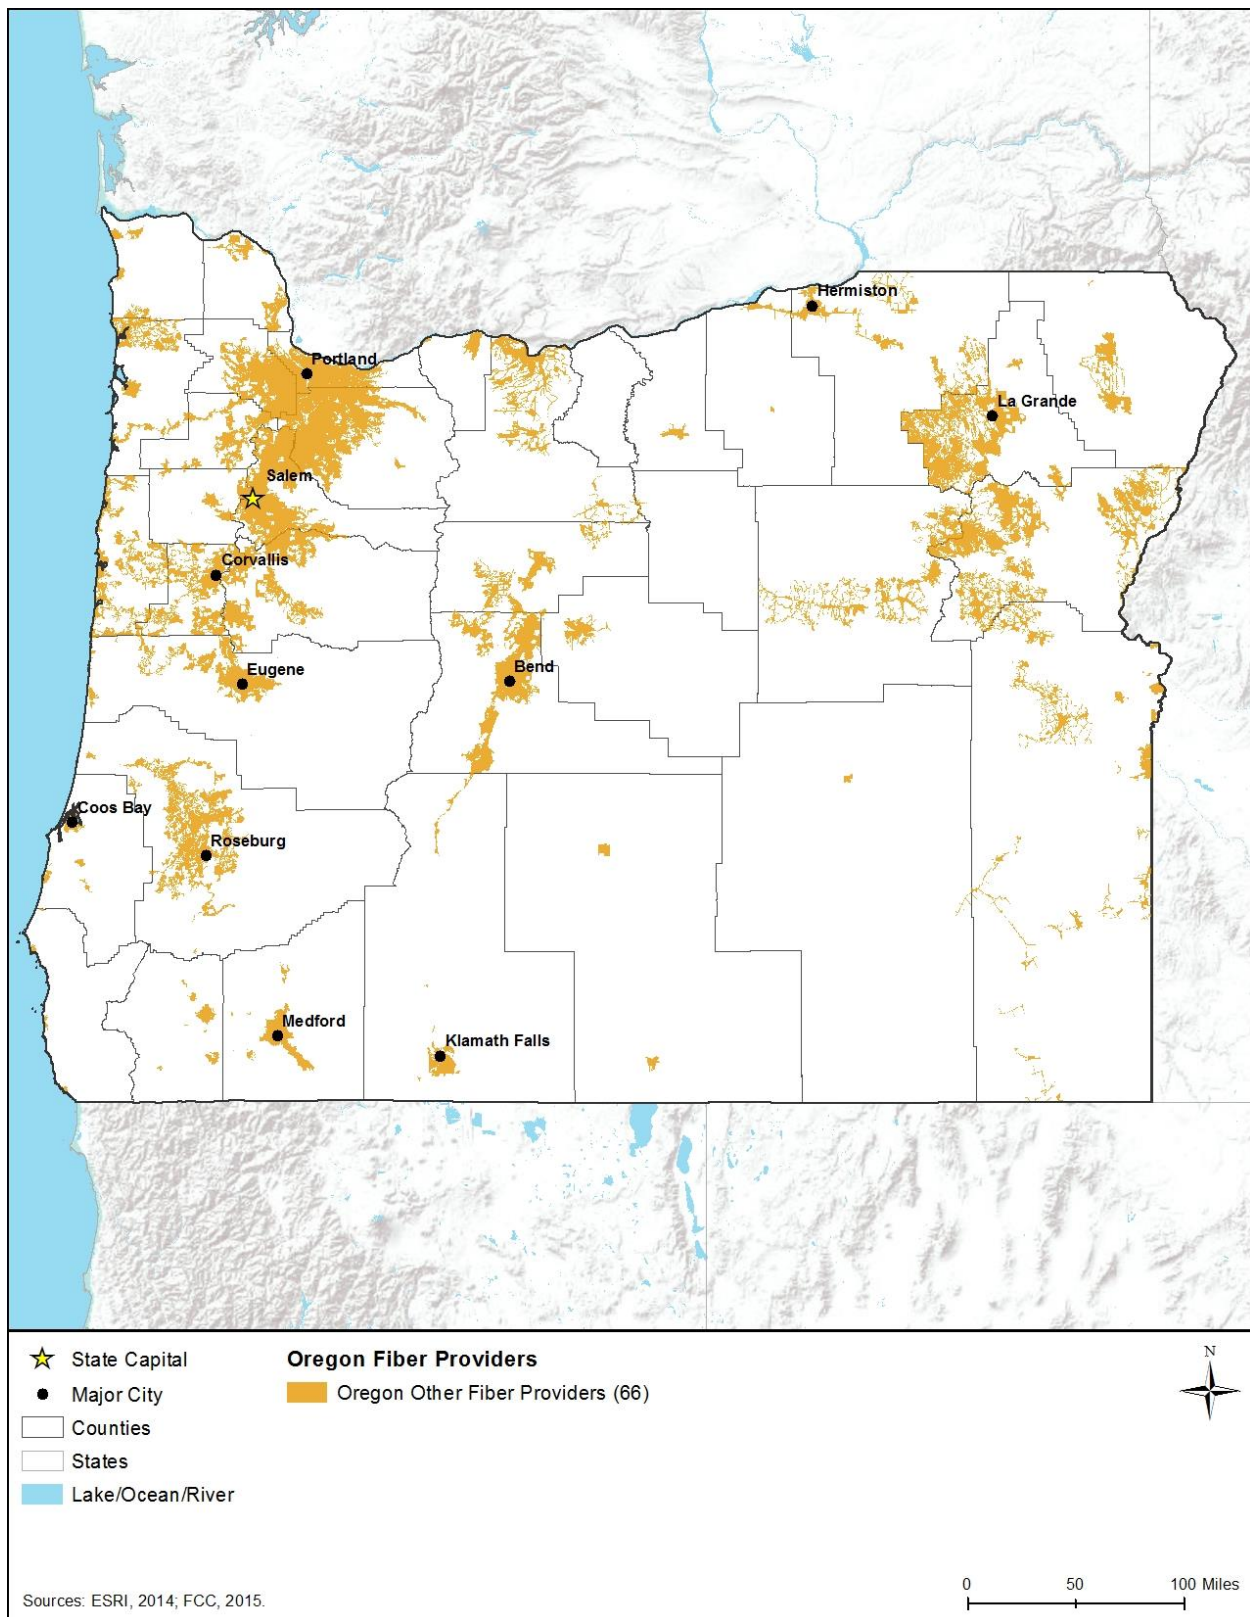 Hermiston
Portland
La Grande
Salem
Corvallis
Eugene
Bend
Coos Bay
Roseburg
Medford
Klamath Falls
State Capital
Major City
Counties
States
Lake/Ocean/River
Oregon Fiber Providers
Oregon Other Fiber Providers (66)
N
Sources: ESRI, 2014; FCC, 2015.
0 50 100 Miles